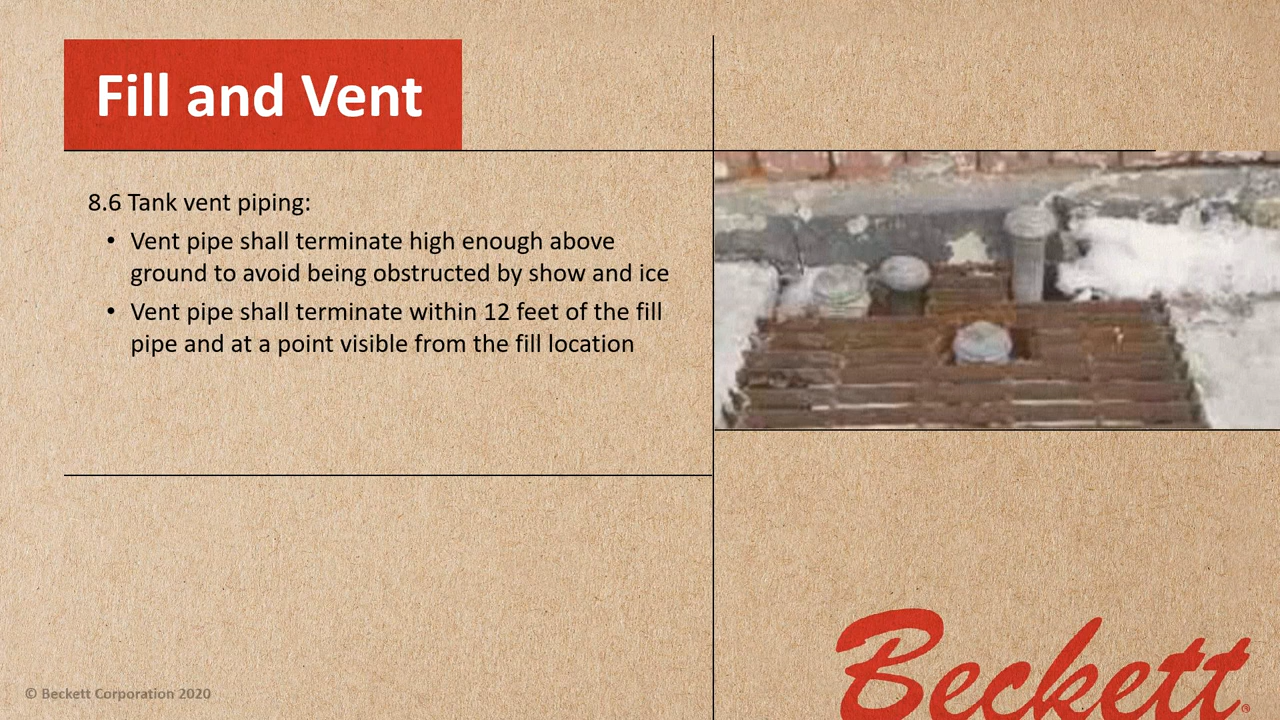 Fill and Vent
8.6 Tank vent piping:
• Vent pipe shall terminate high enough above
ground to avoid being obstructed by show and ice
• Vent pipe shall terminate within 12 feet of the fill
pipe and at a point visible from the fill location
© Beckett Corporation 2020
Beckett®